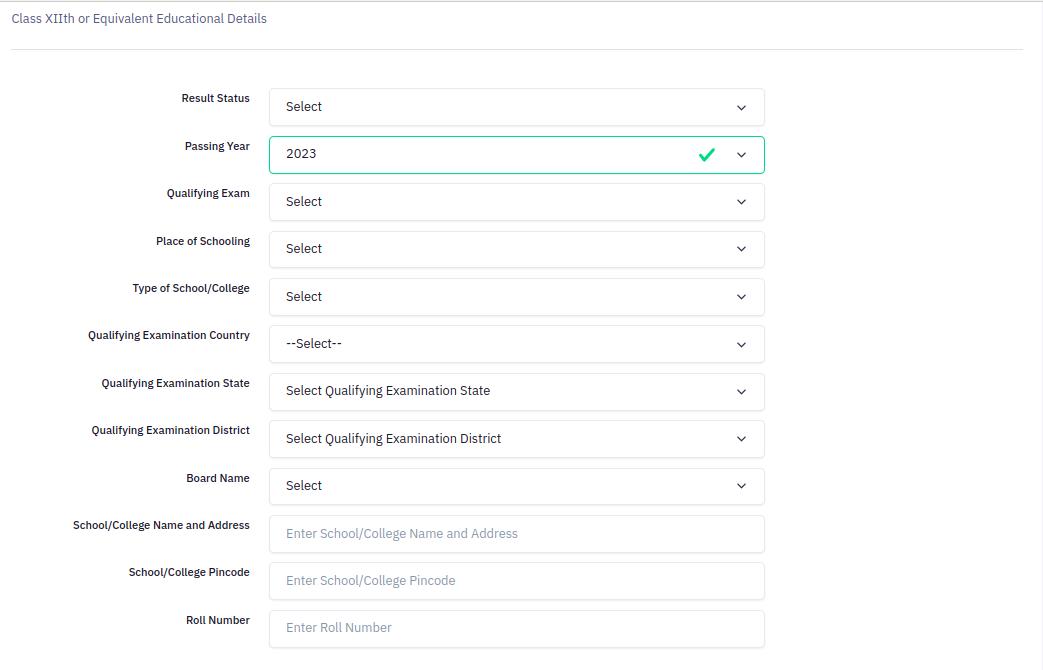 Class XIIth or Equivalent Educational Details
Result Status
Select
Passing Year
2023
Qualifying Exam
Select
Place of Schooling
Select
Type of School/College
Select
Qualifying Examination Country
--Select--
Qualifying Examination State
Select Qualifying Examination State
Qualifying Examination District
Select Qualifying Examination District
Board Name
Select
School/College Name and Address
Enter School/College Name and Address
School/College Pincode
Enter School/College Pincode
Roll Number
Enter Roll Number